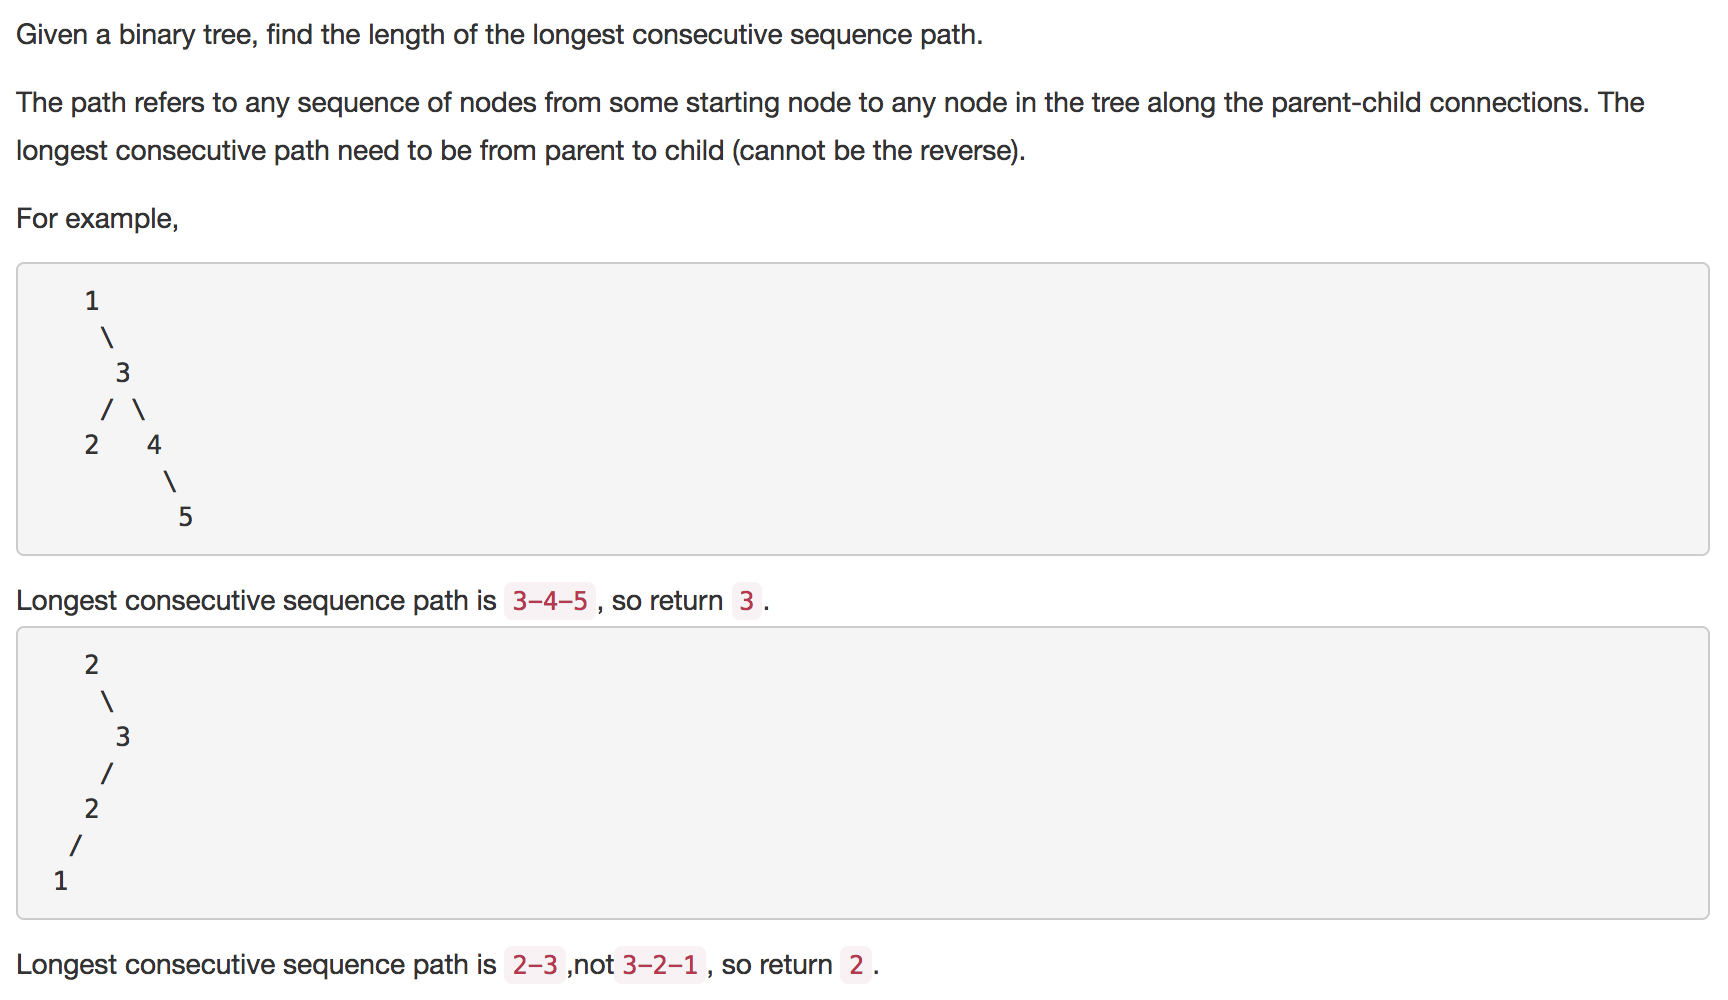 Given a binary tree, find the length of the longest consecutive sequence path.
The path refers to any sequence of nodes from some starting node to any node in the tree along the parent-child connections. The
longest consecutive path need to be from parent to child (cannot be the reverse).
For example,
   1
    \
     3
    / \
   2   4
        \
         5
Longest consecutive sequence path is 3-4-5, so return 3.
   2
    \
     3
    /
   2
  /
 1
Longest consecutive sequence path is 2-3,not 3-2-1, so return 2.